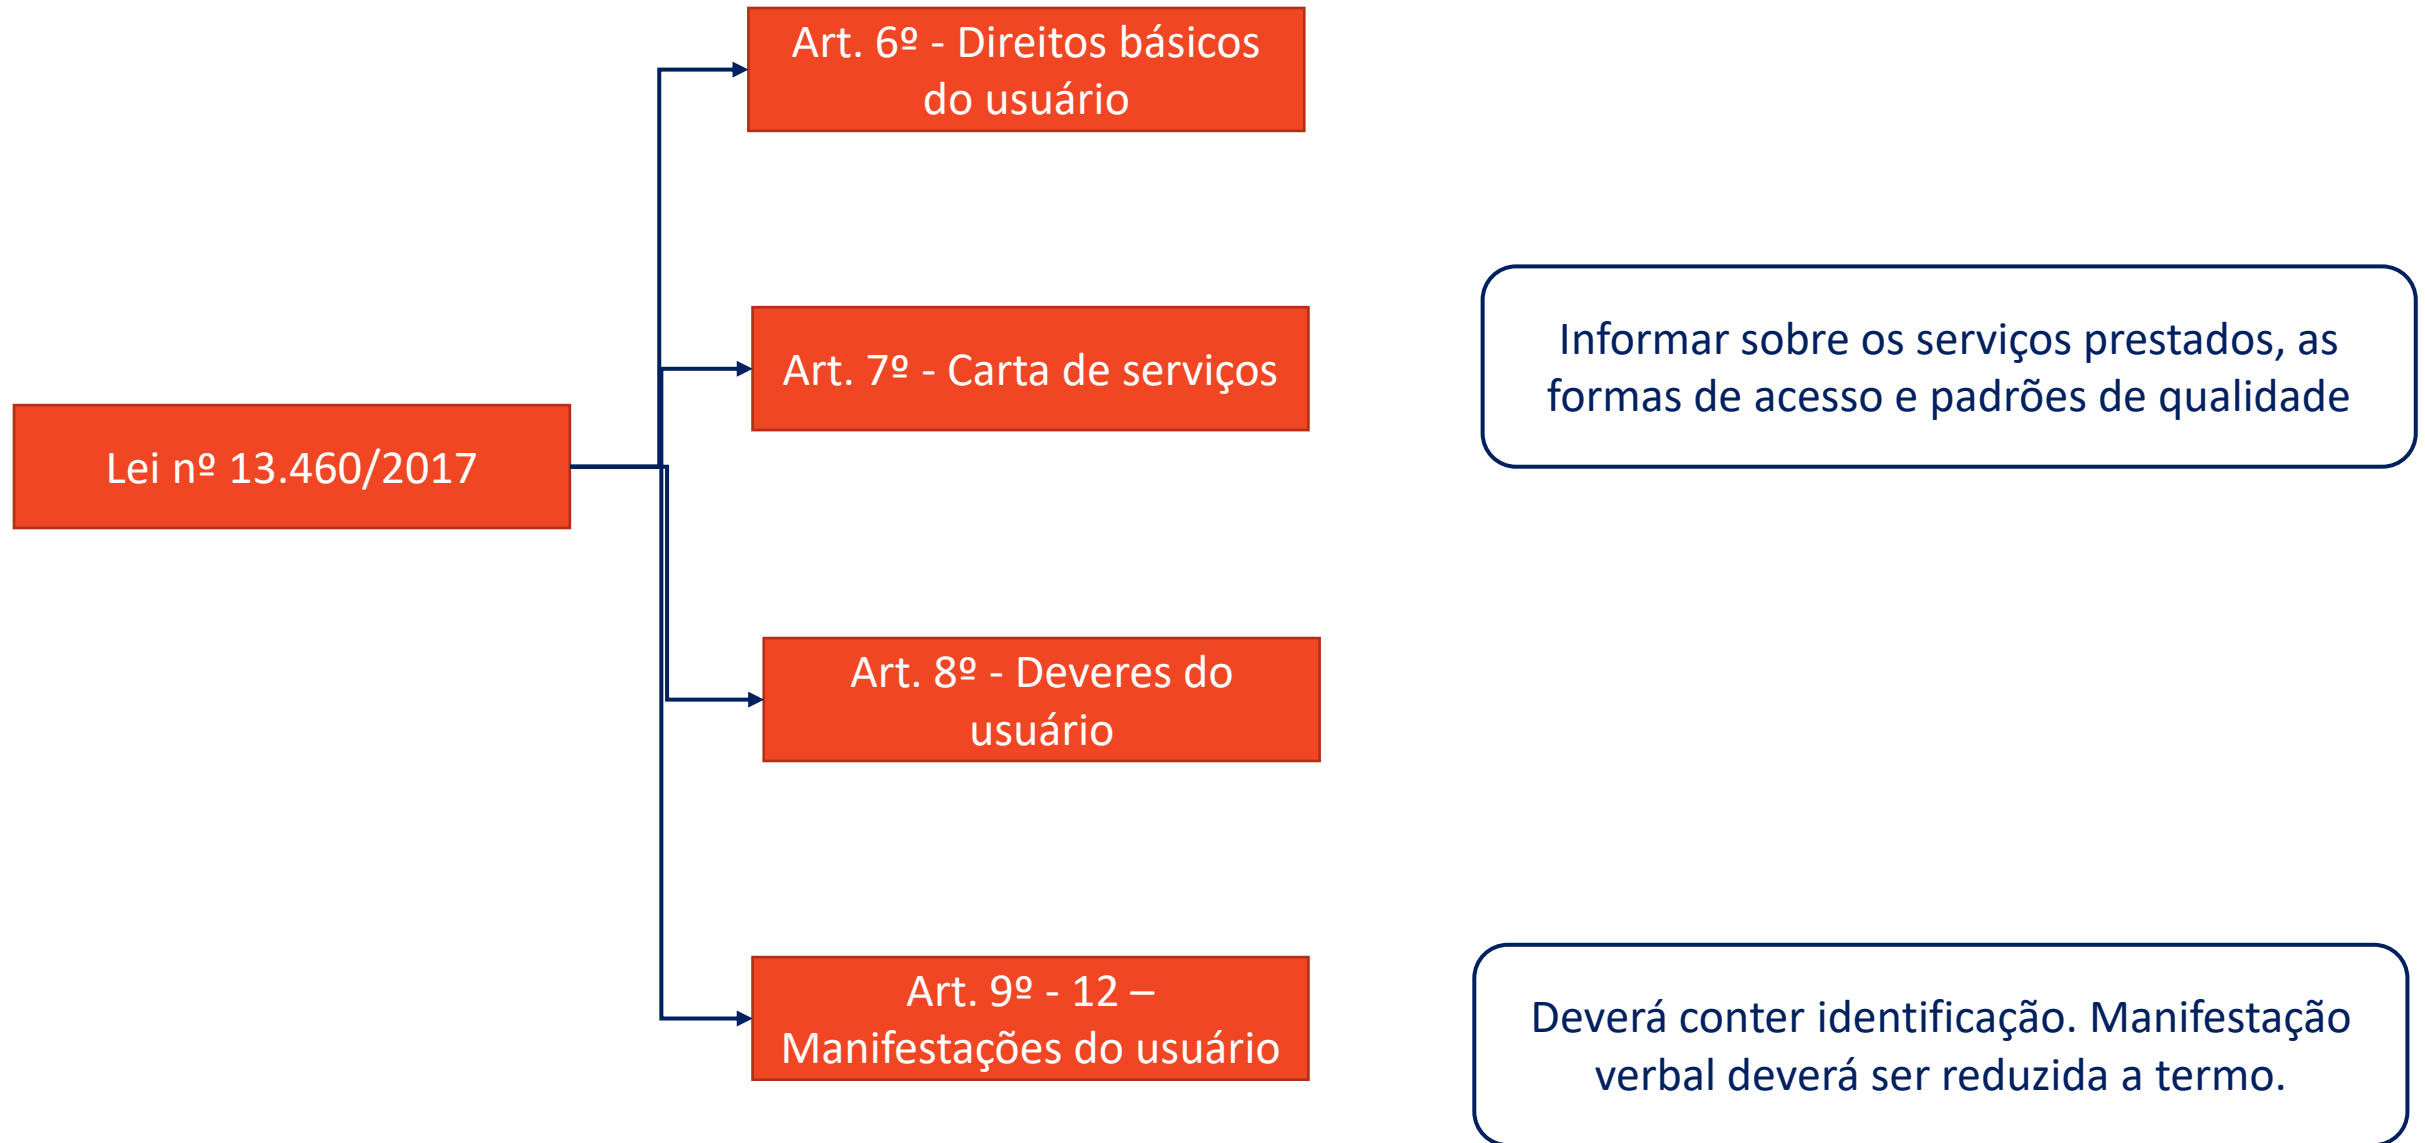 Art. 6º - Direitos básicos
do usuário
Art. 7º - Carta de serviços
Informar sobre os serviços prestados, as
formas de acesso e padrões de qualidade
Lei nº 13.460/2017
Art. 8º - Deveres do
usuário
Art. 9º - 12 –
Manifestações do usuário
Deverá conter identificação. Manifestação
verbal deverá ser reduzida a termo.